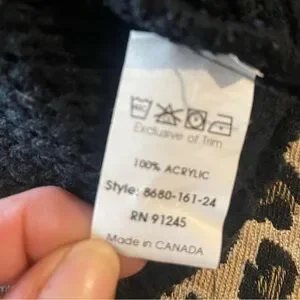 Exclusive of Trim
100% ACRYLIC
Style: 8680-161-24
RN 91245
Made in CANADA